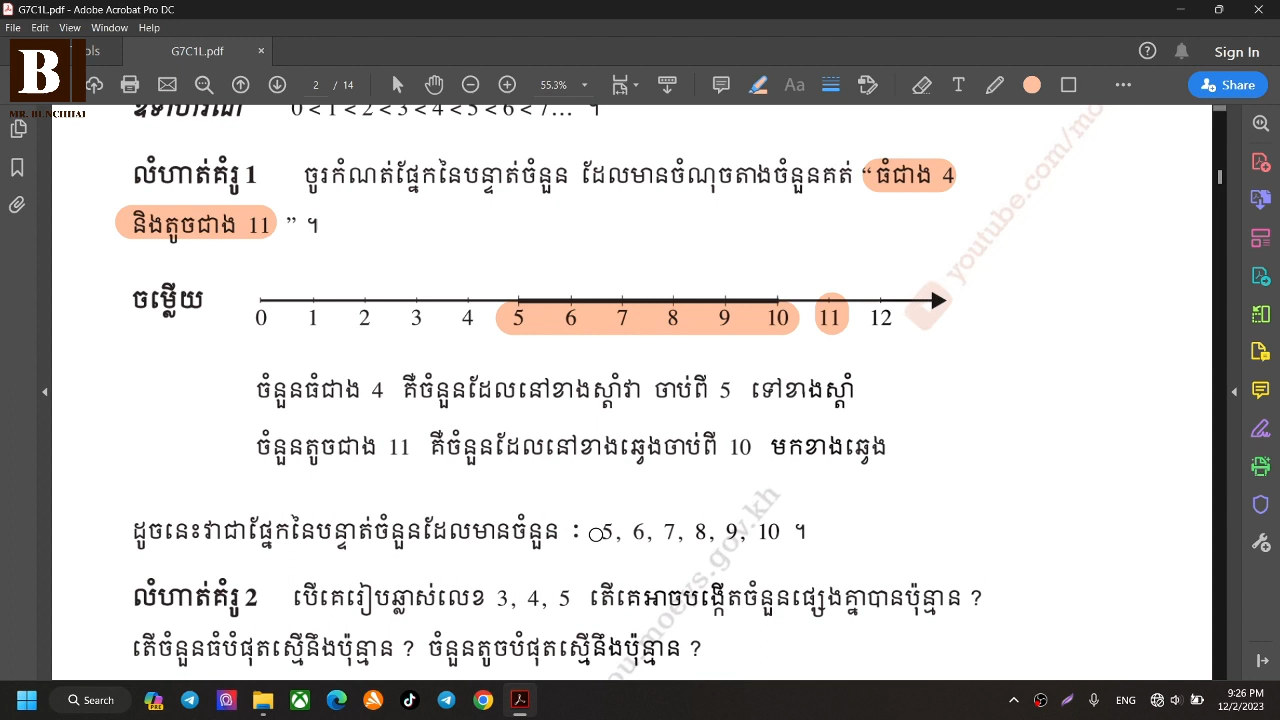 G7C1L.pdf - Adobe Acrobat Pro DC
File Edit View Window Help
ols G7C1L.pdf × Sign In
B
2 / 14 55.3% Share
MR. BUNCHHAI
ឧទាហរណ៍ 0 < 1 < 2 < 3 < 4 < 5 < 6 < 7... ។
លំហាត់គំរូ 1 ចូរកំណត់ផ្នែកនៃបន្ទាត់ចំនួន ដែលមានចំណុចតាងចំនួនគត់ “ ធំជាង 4
និងតូចជាង 11 ” ។
ចម្លើយ
0 1 2 3 4 5 6 7 8 9 10 11 12
ចំនួនធំជាង 4 គឺចំនួនដែលនៅខាងស្តាំវា ចាប់ពី 5 ទៅខាងស្តាំ
ចំនួនតូចជាង 11 គឺចំនួនដែលនៅខាងឆ្វេងចាប់ពី 10 មកខាងឆ្វេង
ដូចនេះវាជាផ្នែកនៃបន្ទាត់ចំនួនដែលមានចំនួន ៖ 5, 6, 7, 8, 9, 10 ។
លំហាត់គំរូ 2 បើគេរៀបឆ្លាស់លេខ 3, 4, 5 តើគេអាចបង្កើតចំនួនផ្សេងគ្នាបានប៉ុន្មាន ?
តើចំនួនធំបំផុតស្មើនឹងប៉ុន្មាន ? ចំនួនតូចបំផុតស្មើនឹងប៉ុន្មាន ?
Search ENG 9:26 PM
12/2/2023